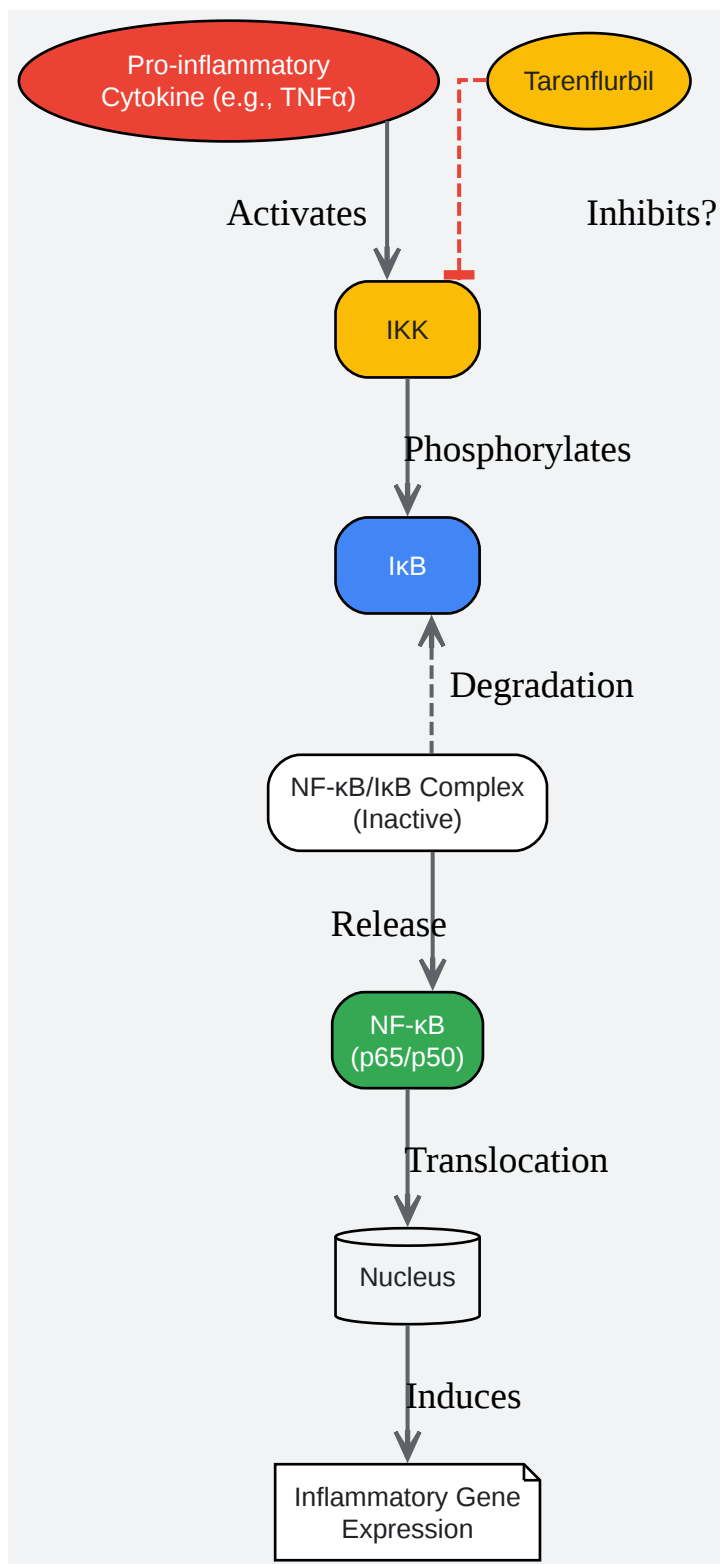 Pro-inflammatory
Cytokine (e.g., TNFα)
Tarenflurbil
Activates
Inhibits?
IKK
Phosphorylates
IκB
Degradation
NF-κB/IκB Complex
(Inactive)
Release
NF-κB
(p65/p50)
Translocation
Nucleus
Induces
Inflammatory Gene
Expression